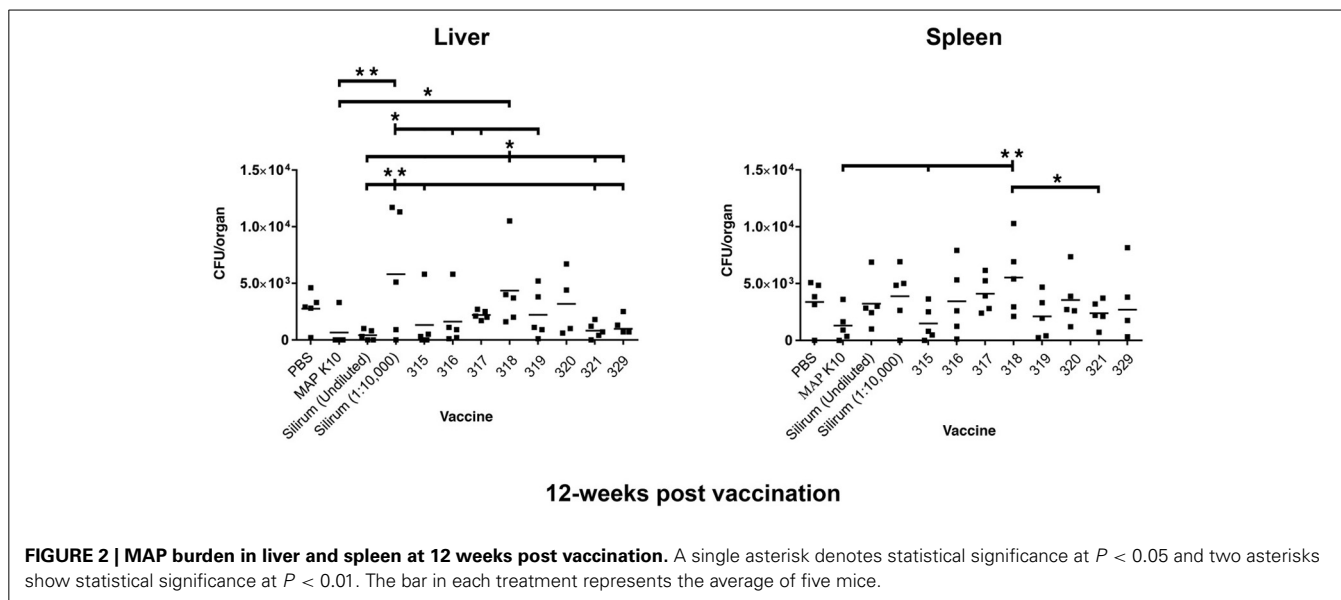 Liver
Spleen
**
*
*
*
**
1.5×10⁴
1.0×10⁴
5.0×10³
0
CFU/organ
PBS
MAP K10
Silirum (Undiluted)
Silirum (1:10,000)
315
316
317
318
319
320
321
329
Vaccine
**
*
1.5×10⁴
1.0×10⁴
5.0×10³
0
CFU/organ
PBS
MAP K10
Silirum (Undiluted)
Silirum (1:10,000)
315
316
317
318
319
320
321
329
Vaccine
12-weeks post vaccination
FIGURE 2 | MAP burden in liver and spleen at 12 weeks post vaccination. A single asterisk denotes statistical significance at P < 0.05 and two asterisks
show statistical significance at P < 0.01. The bar in each treatment represents the average of five mice.